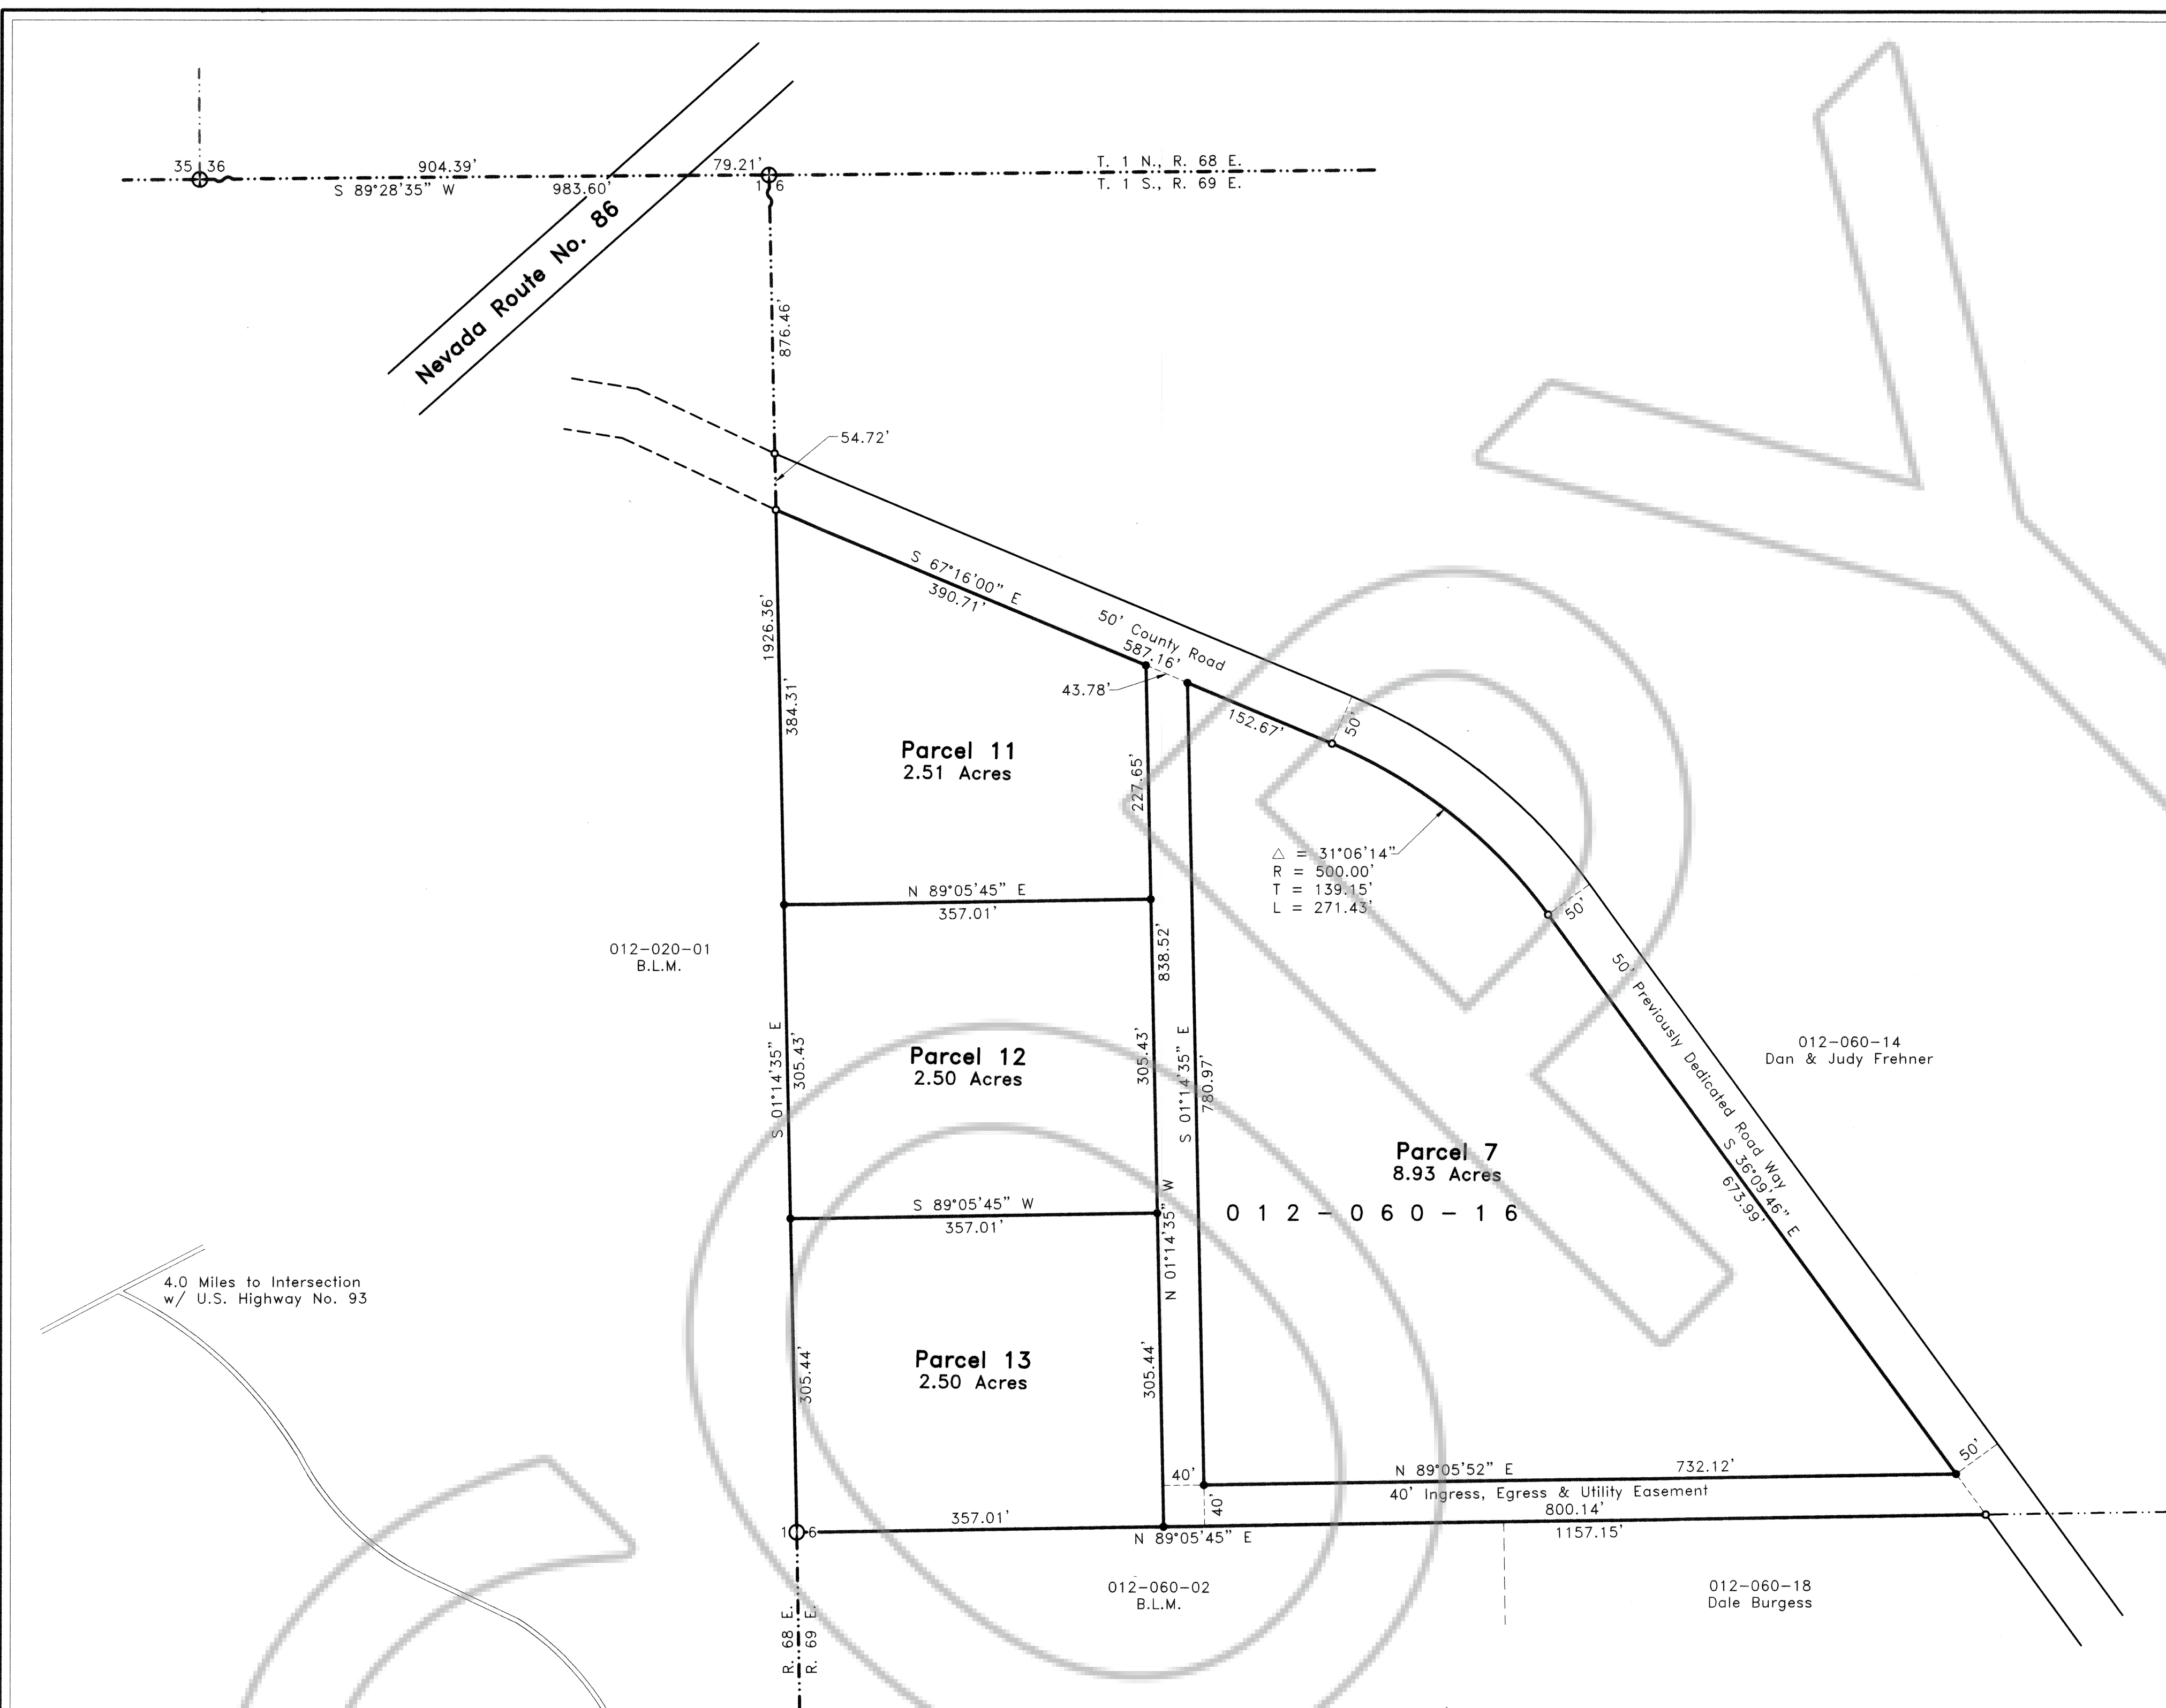 35 36
904.39'
79.21'
T. 1 N., R. 68 E.
S 89°28'35" W
983.60'
1 6
T. 1 S., R. 69 E.
Nevada Route No. 86
876.46'
54.72'
S 67°16'00" E
390.71'
50' County Road
587.16'
43.78'
1926.36'
384.31'
152.67'
50'
Parcel 11
2.51 Acres
227.65'
△ = 31°06'14"
R = 500.00'
T = 139.15'
L = 271.43'
N 89°05'45" E
357.01'
50'
012-020-01
B.L.M.
838.52'
50' Previously Dedicated Road Way
S 36°09'46" E
673.99'
012-060-14
Dan & Judy Frehner
S 01°14'35" E
305.43'
Parcel 12
2.50 Acres
305.43'
S 01°14'35" E
780.97'
Parcel 7
8.93 Acres
012-060-16
S 89°05'45" W
357.01'
N 01°14'35" W
4.0 Miles to Intersection
w/ U.S. Highway No. 93
305.44'
Parcel 13
2.50 Acres
305.44'
40'
40'
N 89°05'52" E
732.12'
50'
40' Ingress, Egress & Utility Easement
800.14'
1 6
357.01'
N 89°05'45" E
1157.15'
012-060-02
B.L.M.
012-060-18
Dale Burgess
R. 68 E.
R. 69 E.
COPY